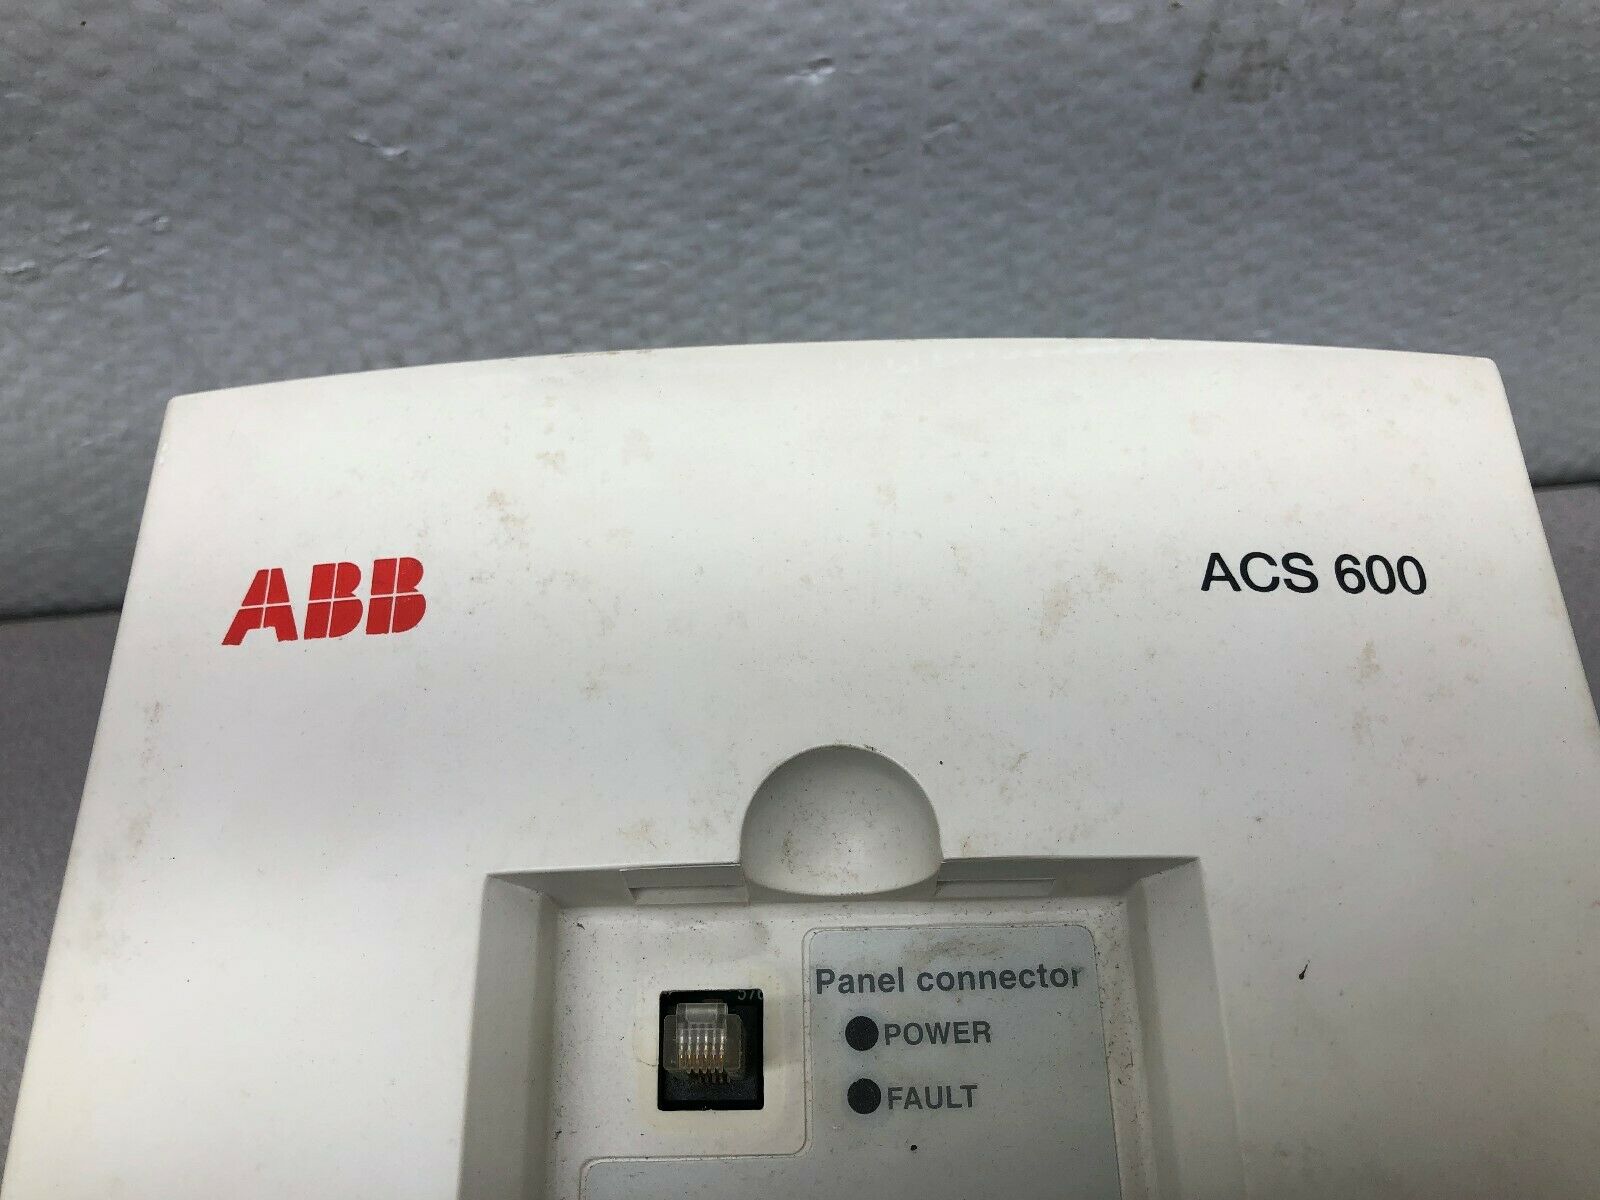 ABB
ACS 600
Panel connector
POWER
FAULT